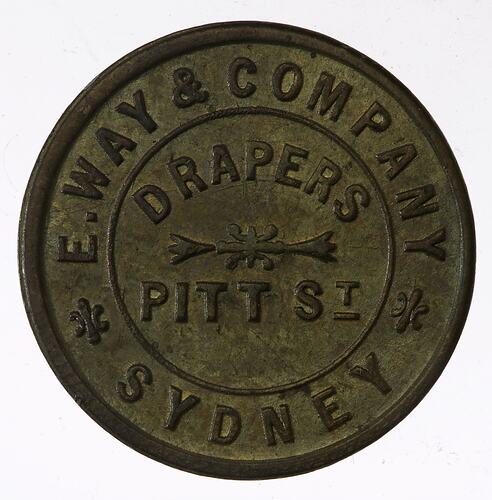 E. WAY & COMPANY
DRAPERS
PITT ST
SYDNEY